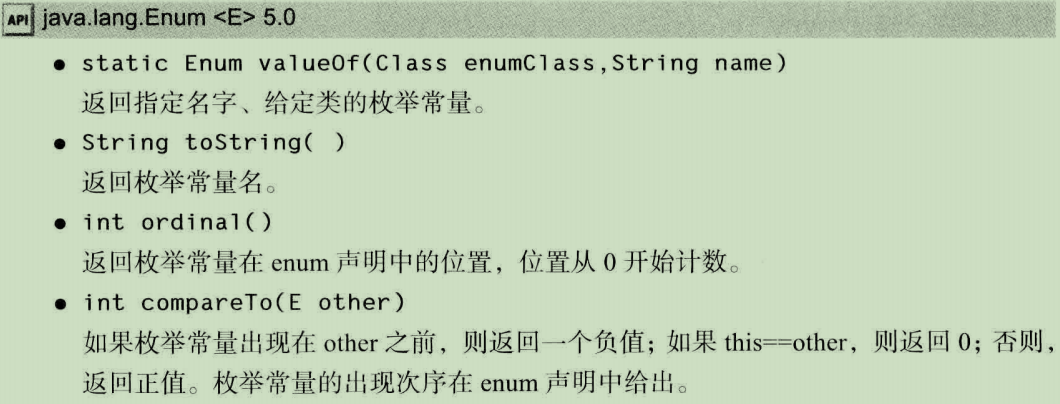 API java.lang.Enum <E> 5.0
● static Enum valueOf(Class enumClass,String name)
返回指定名字、给定类的枚举常量。
● String toString( )
返回枚举常量名。
● int ordinal()
返回枚举常量在 enum 声明中的位置，位置从 0 开始计数。
● int compareTo(E other)
如果枚举常量出现在 other 之前，则返回一个负值；如果 this==other，则返回 0；否则，
返回正值。枚举常量的出现次序在 enum 声明中给出。